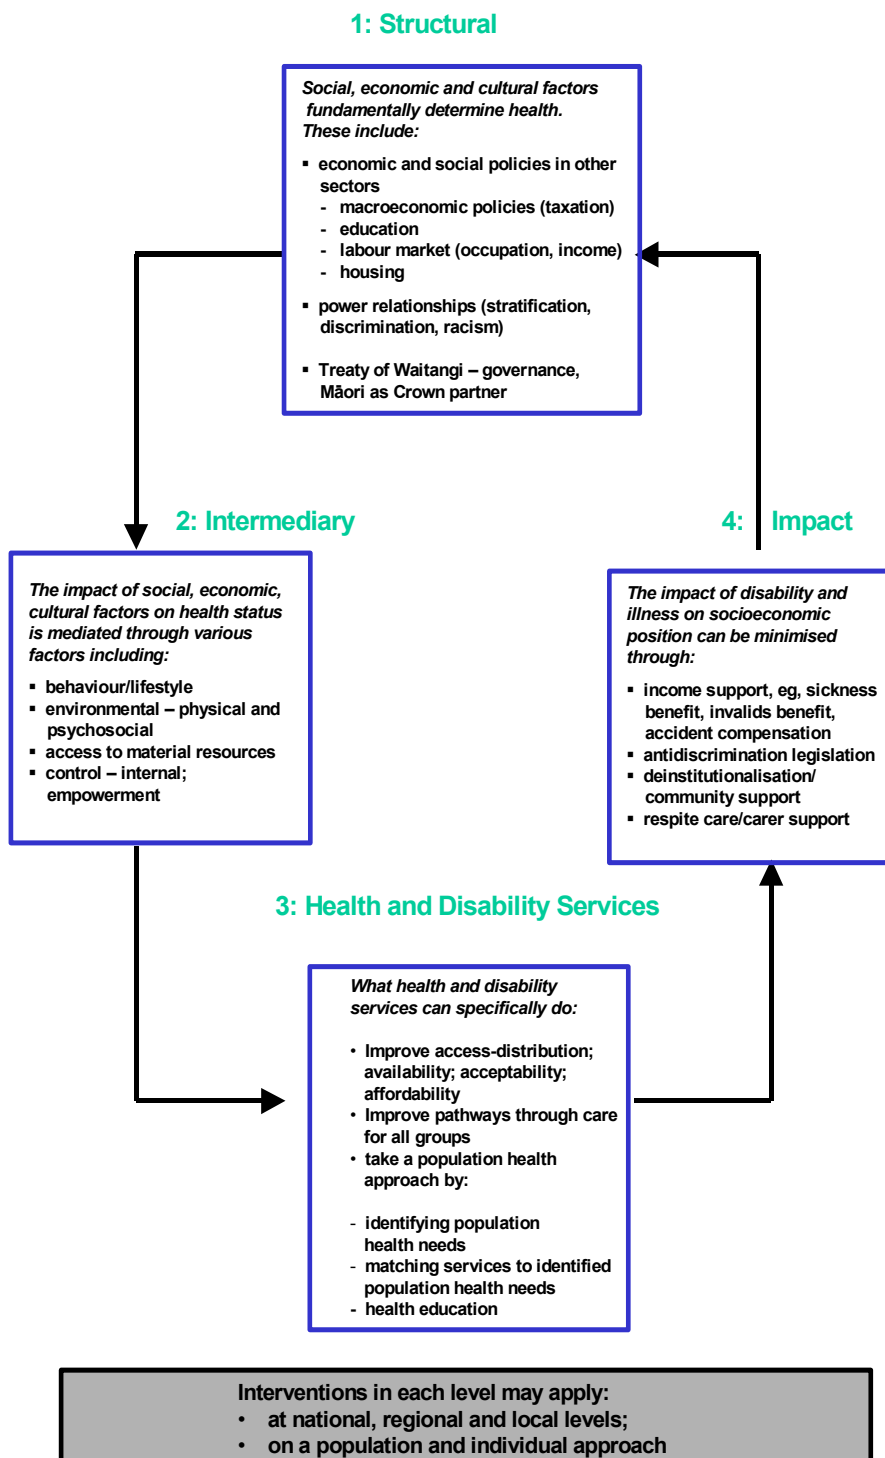 1: Structural
Social, economic and cultural factors
fundamentally determine health.
These include:
▪ economic and social policies in other
sectors
- macroeconomic policies (taxation)
- education
- labour market (occupation, income)
- housing
▪ power relationships (stratification,
discrimination, racism)
▪ Treaty of Waitangi – governance,
Māori as Crown partner
2: Intermediary
The impact of social, economic,
cultural factors on health status
is mediated through various
factors including:
▪ behaviour/lifestyle
▪ environmental – physical and
psychosocial
▪ access to material resources
▪ control – internal;
empowerment
4: Impact
The impact of disability and
illness on socioeconomic
position can be minimised
through:
▪ income support, eg, sickness
benefit, invalids benefit,
accident compensation
▪ antidiscrimination legislation
▪ deinstitutionalisation/
community support
▪ respite care/carer support
3: Health and Disability Services
What health and disability
services can specifically do:
• Improve access-distribution;
availability; acceptability;
affordability
• Improve pathways through care
for all groups
• take a population health
approach by:
- identifying population
health needs
- matching services to identified
population health needs
- health education
Interventions in each level may apply:
• at national, regional and local levels;
• on a population and individual approach